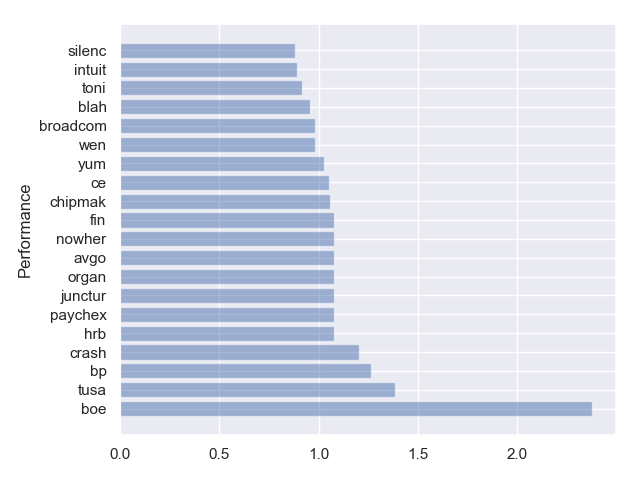 silenc
intuit
toni
blah
broadcom
wen
yum
ce
chipmak
fin
nowher
avgo
organ
junctur
paychex
hrb
crash
bp
tusa
boe
Performance
0.0 0.5 1.0 1.5 2.0